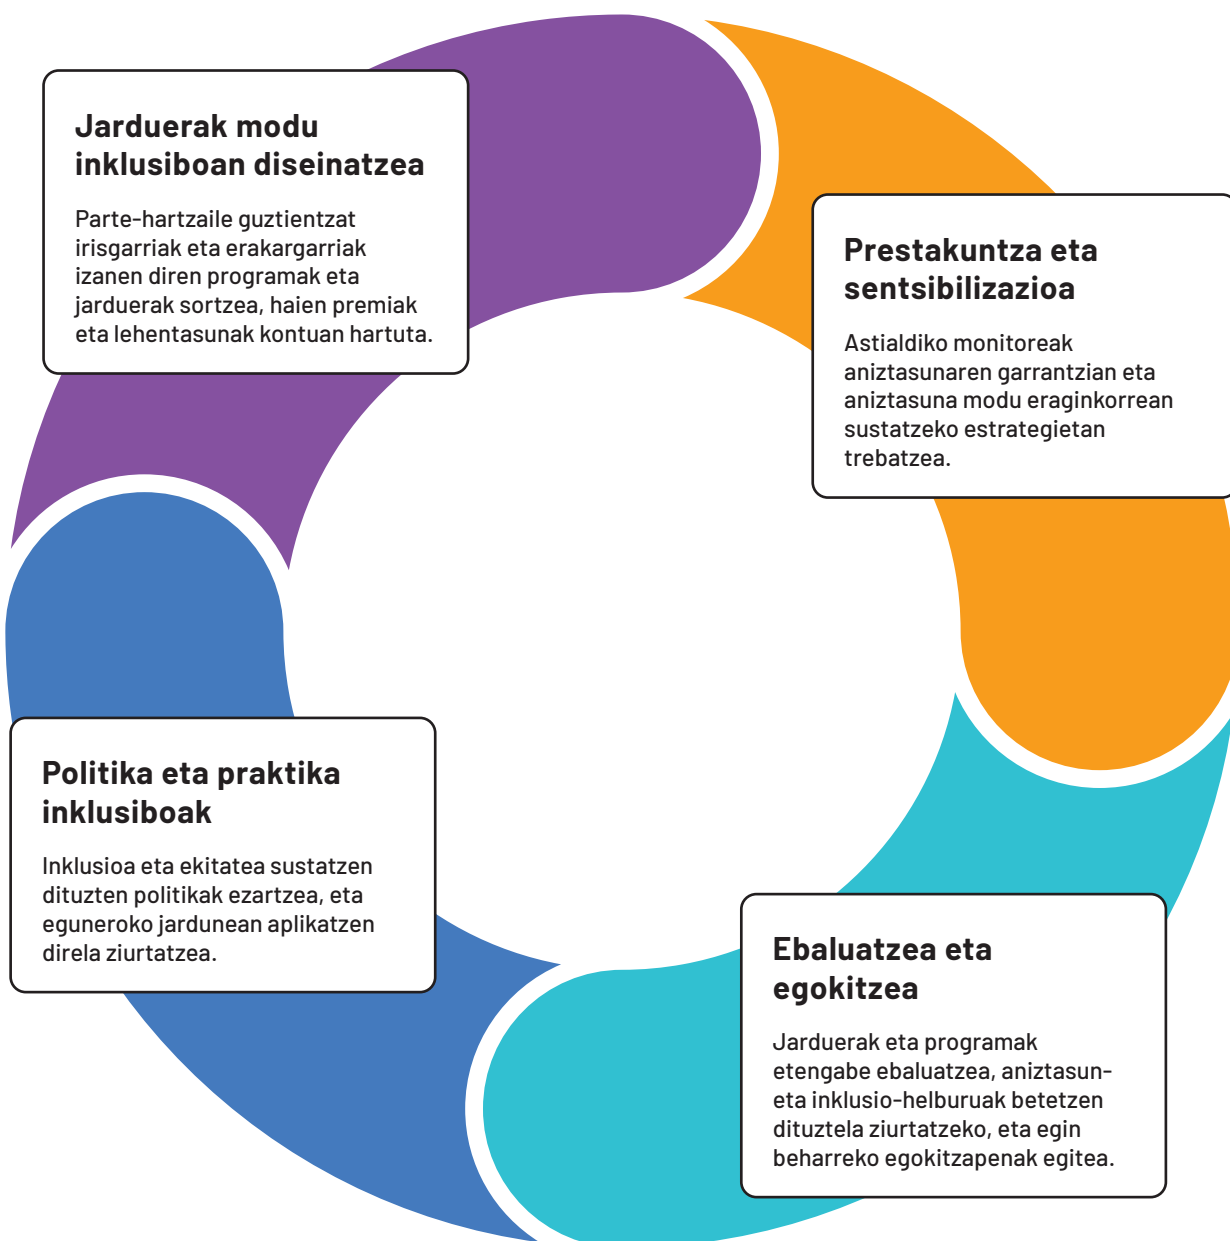 Jarduerak modu
inklusiboan diseinatzea
Parte-hartzaile guztientzat
irisgarriak eta erakargarriak
izanen diren programak eta
jarduerak sortzea, haien premiak
eta lehentasunak kontuan hartuta.
Prestakuntza eta
sentsibilizazioa
Astialdiko monitoreak
aniztasunaren garrantzian eta
aniztasuna modu eraginkorrean
sustatzeko estrategietan
trebatzea.
Politika eta praktika
inklusiboak
Inklusioa eta ekitatea sustatzen
dituzten politikak ezartzea, eta
eguneroko jardunean aplikatzen
direla ziurtatzea.
Ebaluatzea eta
egokitzea
Jarduerak eta programak
etengabe ebaluatzea, aniztasun-
eta inklusio-helburuak betetzen
dituztela ziurtatzeko, eta egin
beharreko egokitzapenak egitea.